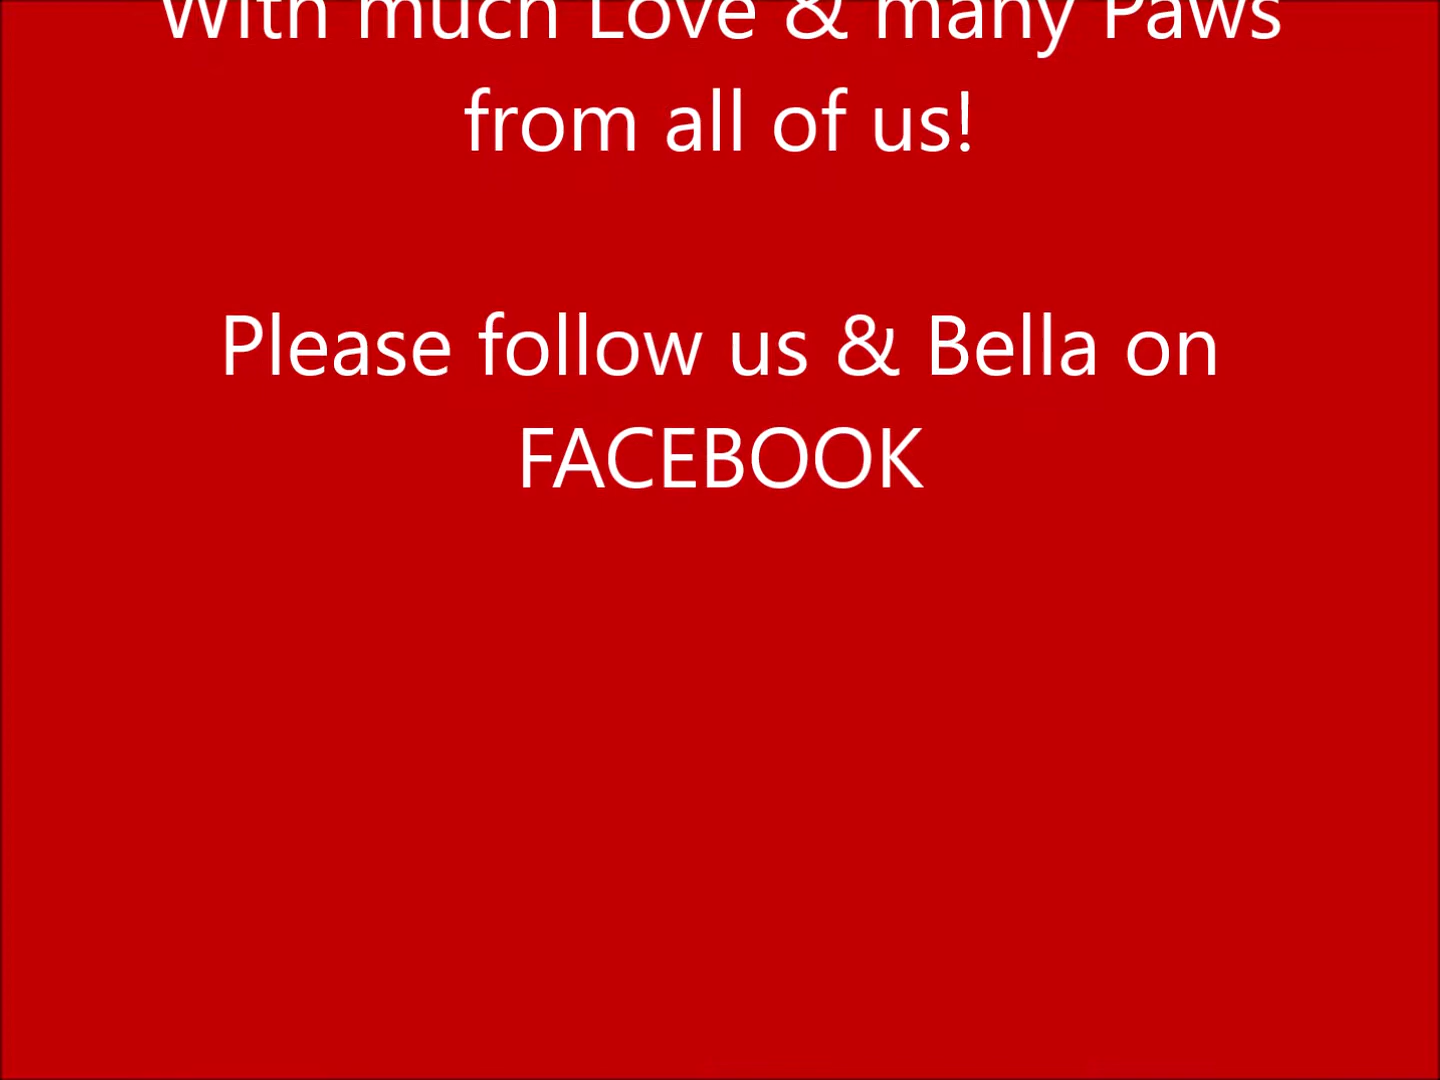 With much Love & many Paws
from all of us!
Please follow us & Bella on
FACEBOOK